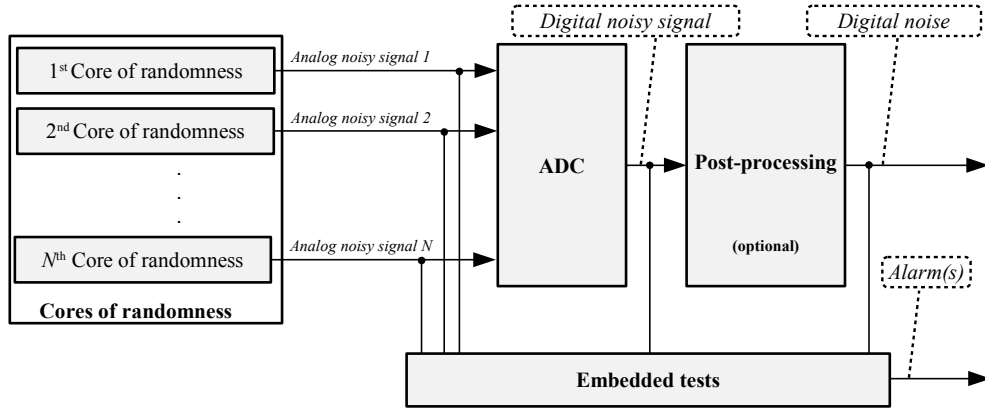 Digital noisy signal
Digital noise
1st Core of randomness
Analog noisy signal 1
2nd Core of randomness
Analog noisy signal 2
.
.
.
ADC
Post-processing
(optional)
Nth Core of randomness
Analog noisy signal N
Cores of randomness
Alarm(s)
Embedded tests